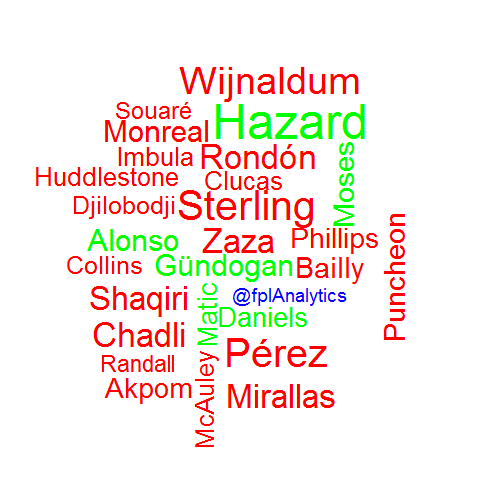 Wijnaldum
Souaré
Hazard
Monreal
Imbula
Rondón
Moses
Huddlestone
Clucas
Djilobodji
Sterling
Alonso
Zaza
Phillips
Puncheon
Collins
Gündogan
Bailly
Shaqiri
@fplAnalytics
Matic
Daniels
Chadli
Pérez
Randall
McAuley
Akpom
Mirallas